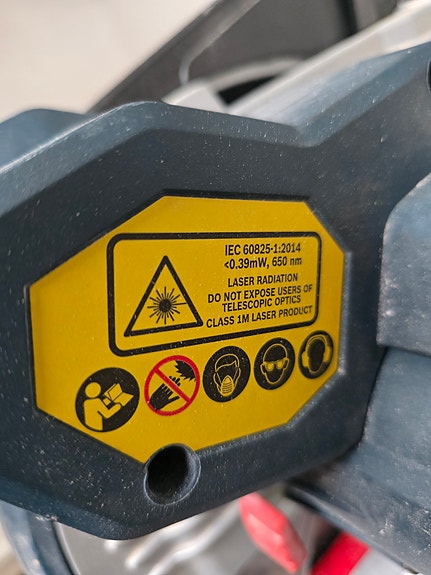 IEC 60825-1:2014
<0.39mW, 650 nm
LASER RADIATION
DO NOT EXPOSE USERS OF
TELESCOPIC OPTICS
CLASS 1M LASER PRODUCT